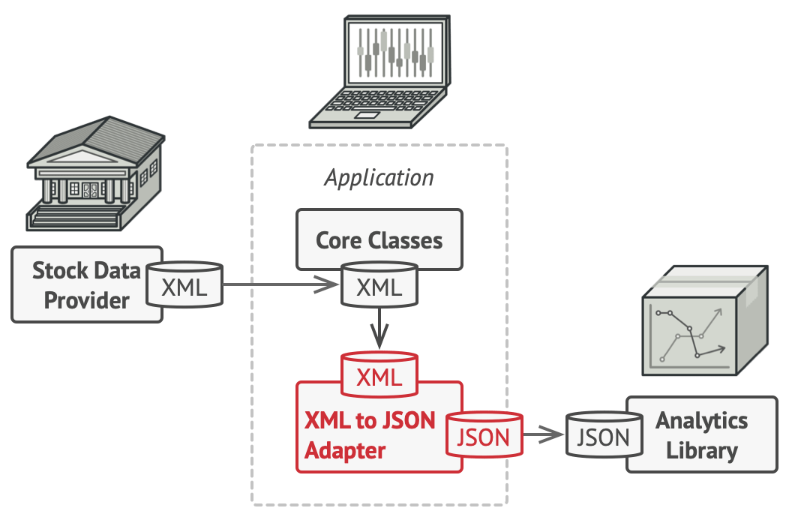 Application
Core Classes
XML
Stock Data
Provider
XML
XML
XML to JSON
Adapter
JSON
JSON
Analytics
Library